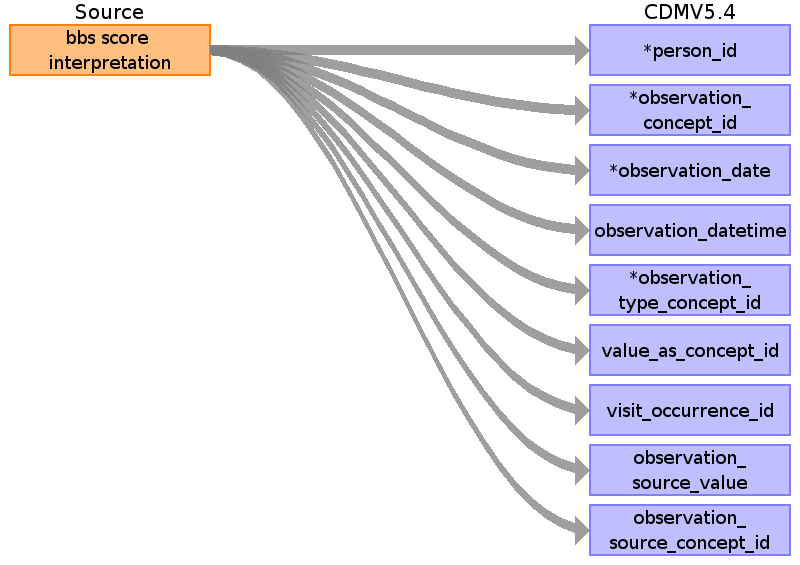 Source
CDMV5.4
bbs score
interpretation
*person_id
*observation_
concept_id
*observation_date
observation_datetime
*observation_
type_concept_id
value_as_concept_id
visit_occurrence_id
observation_
source_value
observation_
source_concept_id